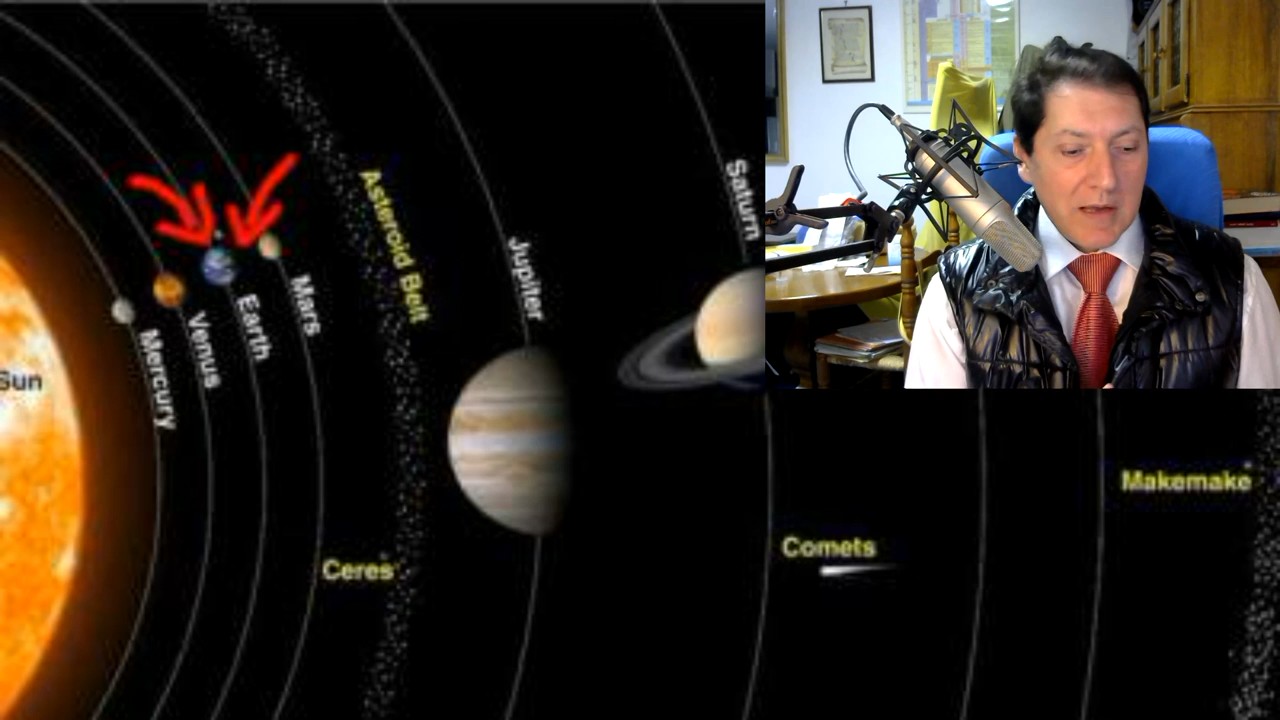 Sun
Mercury
Venus
Earth
Mars
Asteroid Belt
Ceres
Jupiter
Saturn
Comets
Makemake